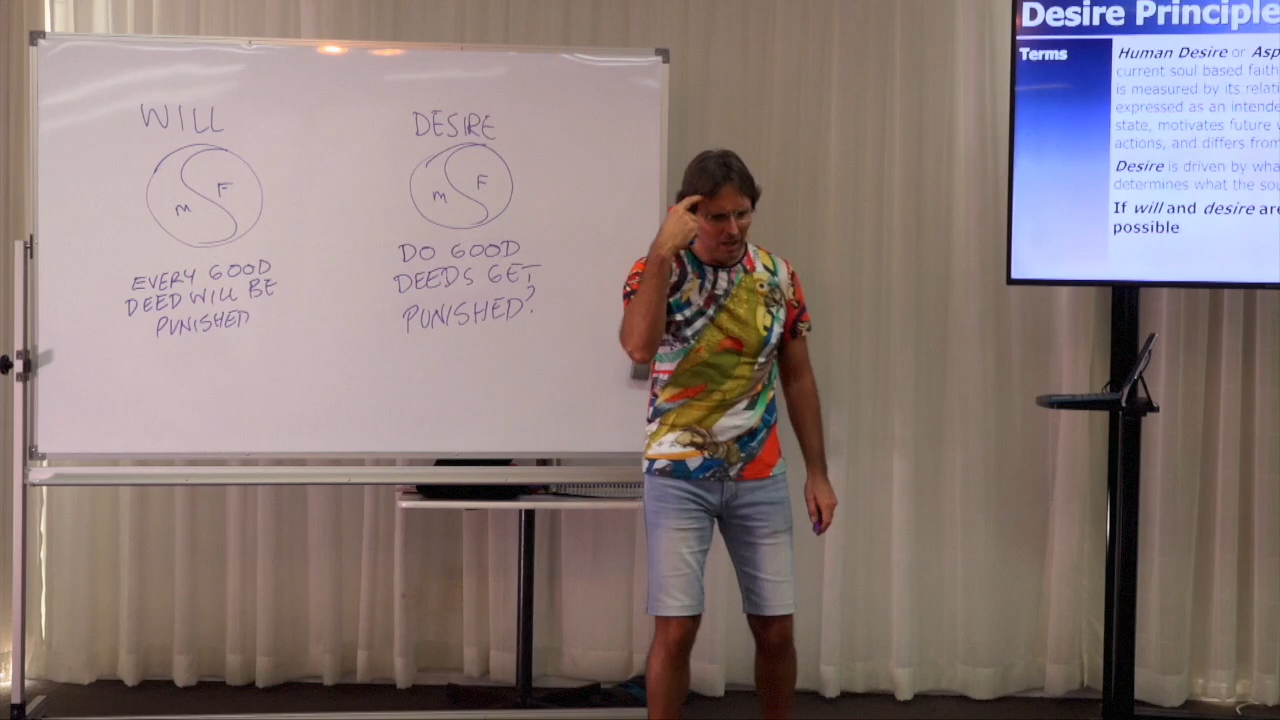 WILL
M F
EVERY GOOD
DEED WILL BE
PUNISHED
DESIRE
M F
DO GOOD
DEEDS GET
PUNISHED?
Desire Principle
Terms
Human Desire or Asp
current soul based faith
is measured by its relati
expressed as an intende
state, motivates future
actions, and differs from
Desire is driven by wha
determines what the sou
If will and desire are
possible